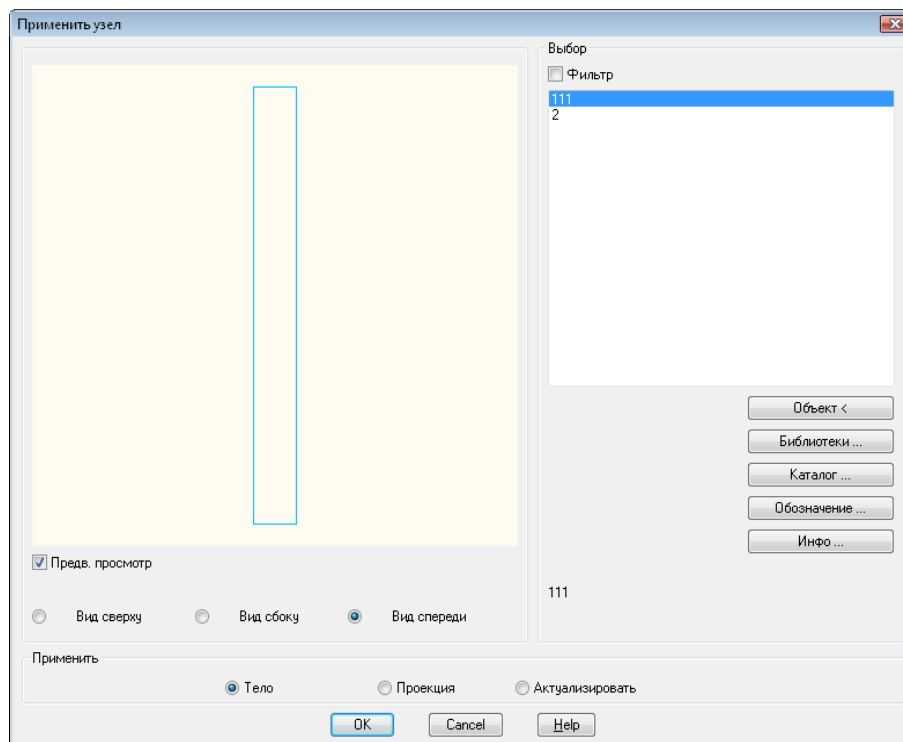 Применить узел
Выбор
Фильтр
111
2
Объект <
Библиотеки ...
Каталог ...
Обозначение ...
Инфо ...
111
Предв. просмотр
Вид сверху Вид сбоку Вид спереди
Применить
Тело Проекция Актуализировать
OK Cancel Help